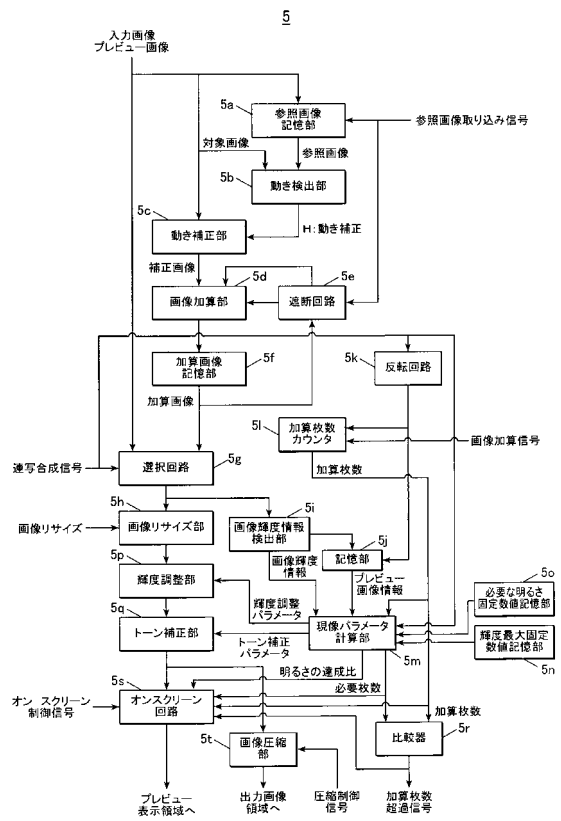 5
入力画像
プレビュー画像
5a
参照画像
記憶部
参照画像取り込み信号
対象画像
参照画像
5b
動き検出部
5c
動き補正部
H:動き補正
補正画像
5d
画像加算部
5e
遮断回路
加算画像
記憶部
5f
5k
反転回路
加算画像
5l
加算枚数
カウンタ
画像加算信号
加算枚数
連写合成信号
選択回路
5g
5h
画像リサイズ
画像リサイズ部
5i
画像輝度情報
検出部
5j
記憶部
画像輝度
情報
プレビュー
画像情報
5p
輝度調整部
輝度調整
パラメータ
5o
必要な明るさ
固定数値記憶部
5q
トーン補正部
トーン補正
パラメータ
現像パラメータ
計算部
5m
輝度最大固定
数値記憶部
5n
明るさの達成比
5s
必要枚数
オン スクリーン
制御信号
オンスクリーン
回路
加算枚数
5t
画像圧縮
部
比較器
5r
プレビュー
表示領域へ
出力画像
領域へ
圧縮制御
信号
加算枚数
超過信号